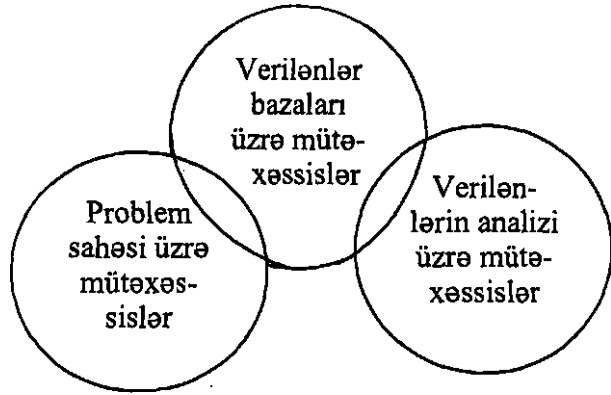 Verilənlər
bazaları
üzrə mütə-
xəssislər
Problem
sahəsi üzrə
mütəxəs-
sislər
Verilən-
lərin analizi
üzrə mütə-
xəssislər